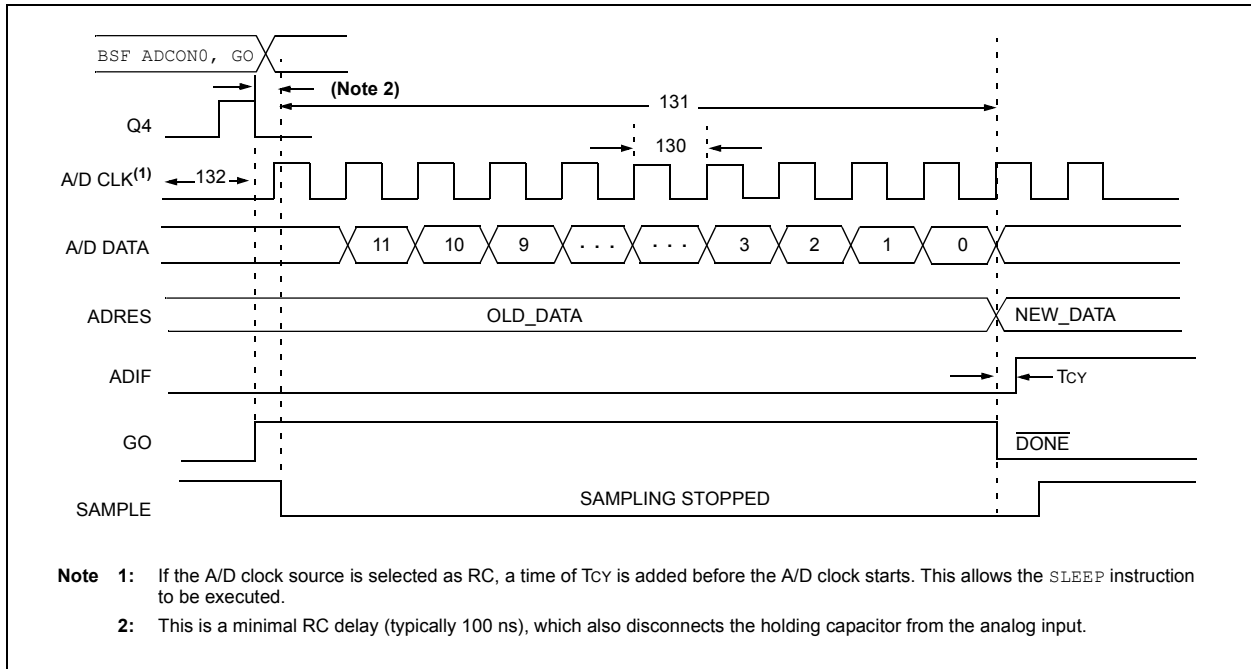 BSF ADCON0, GO
(Note 2)
131
Q4
130
A/D CLK(1)
132
A/D DATA
11 10 9 . . . . . . 3 2 1 0
ADRES
OLD_DATA
NEW_DATA
ADIF
TCY
GO
DONE
SAMPLE
SAMPLING STOPPED
Note 1: If the A/D clock source is selected as RC, a time of TCY is added before the A/D clock starts. This allows the SLEEP instruction
to be executed.
2: This is a minimal RC delay (typically 100 ns), which also disconnects the holding capacitor from the analog input.